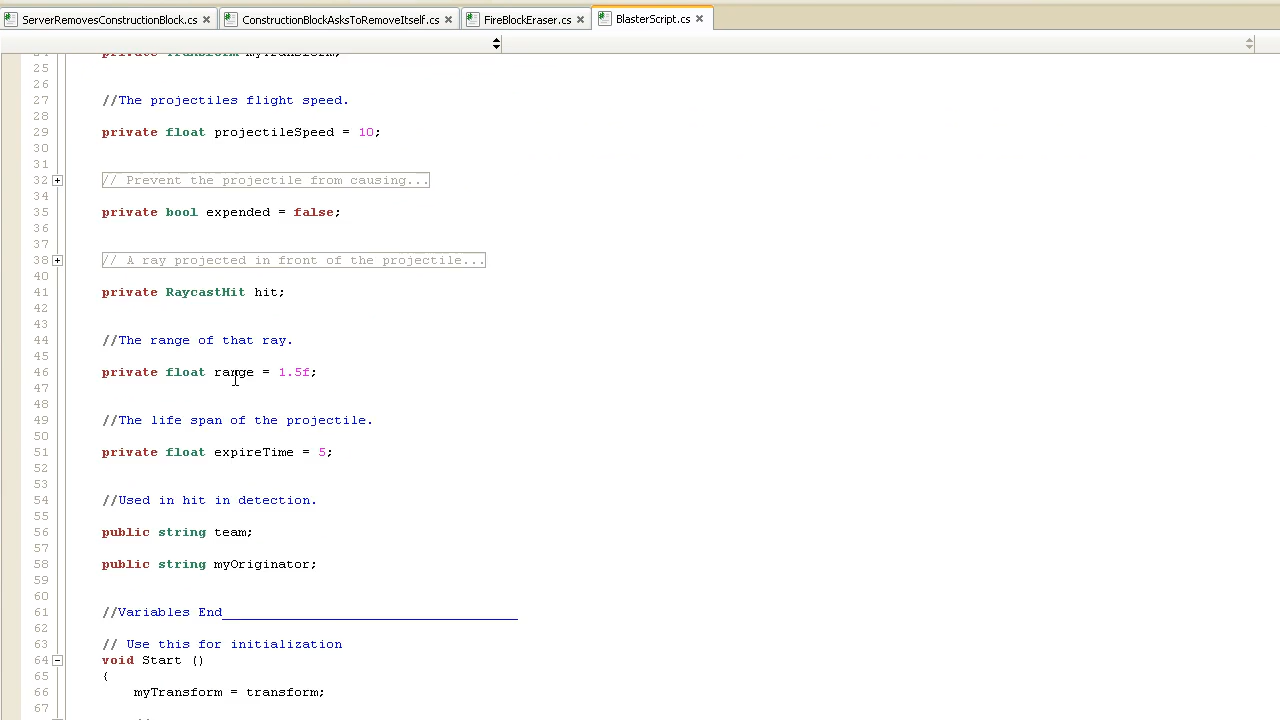 ServerRemovesConstructionBlock.cs ConstructionBlockAsksToRemoveItself.cs FireBlockEraser.cs BlasterScript.cs
24 private Transform myTransform;
25
26
27 //The projectiles flight speed.
28
29 private float projectileSpeed = 10;
30
31
32 // Prevent the projectile from causing...
34
35 private bool expended = false;
36
37
38 // A ray projected in front of the projectile...
40
41 private RaycastHit hit;
42
43
44 //The range of that ray.
45
46 private float range = 1.5f;
47
48
49 //The life span of the projectile.
50
51 private float expireTime = 5;
52
53
54 //Used in hit in detection.
55
56 public string team;
57
58 public string myOriginator;
59
60
61 //Variables End_____________________________________
62
63 // Use this for initialization
64 void Start ()
65 {
66 myTransform = transform;
67